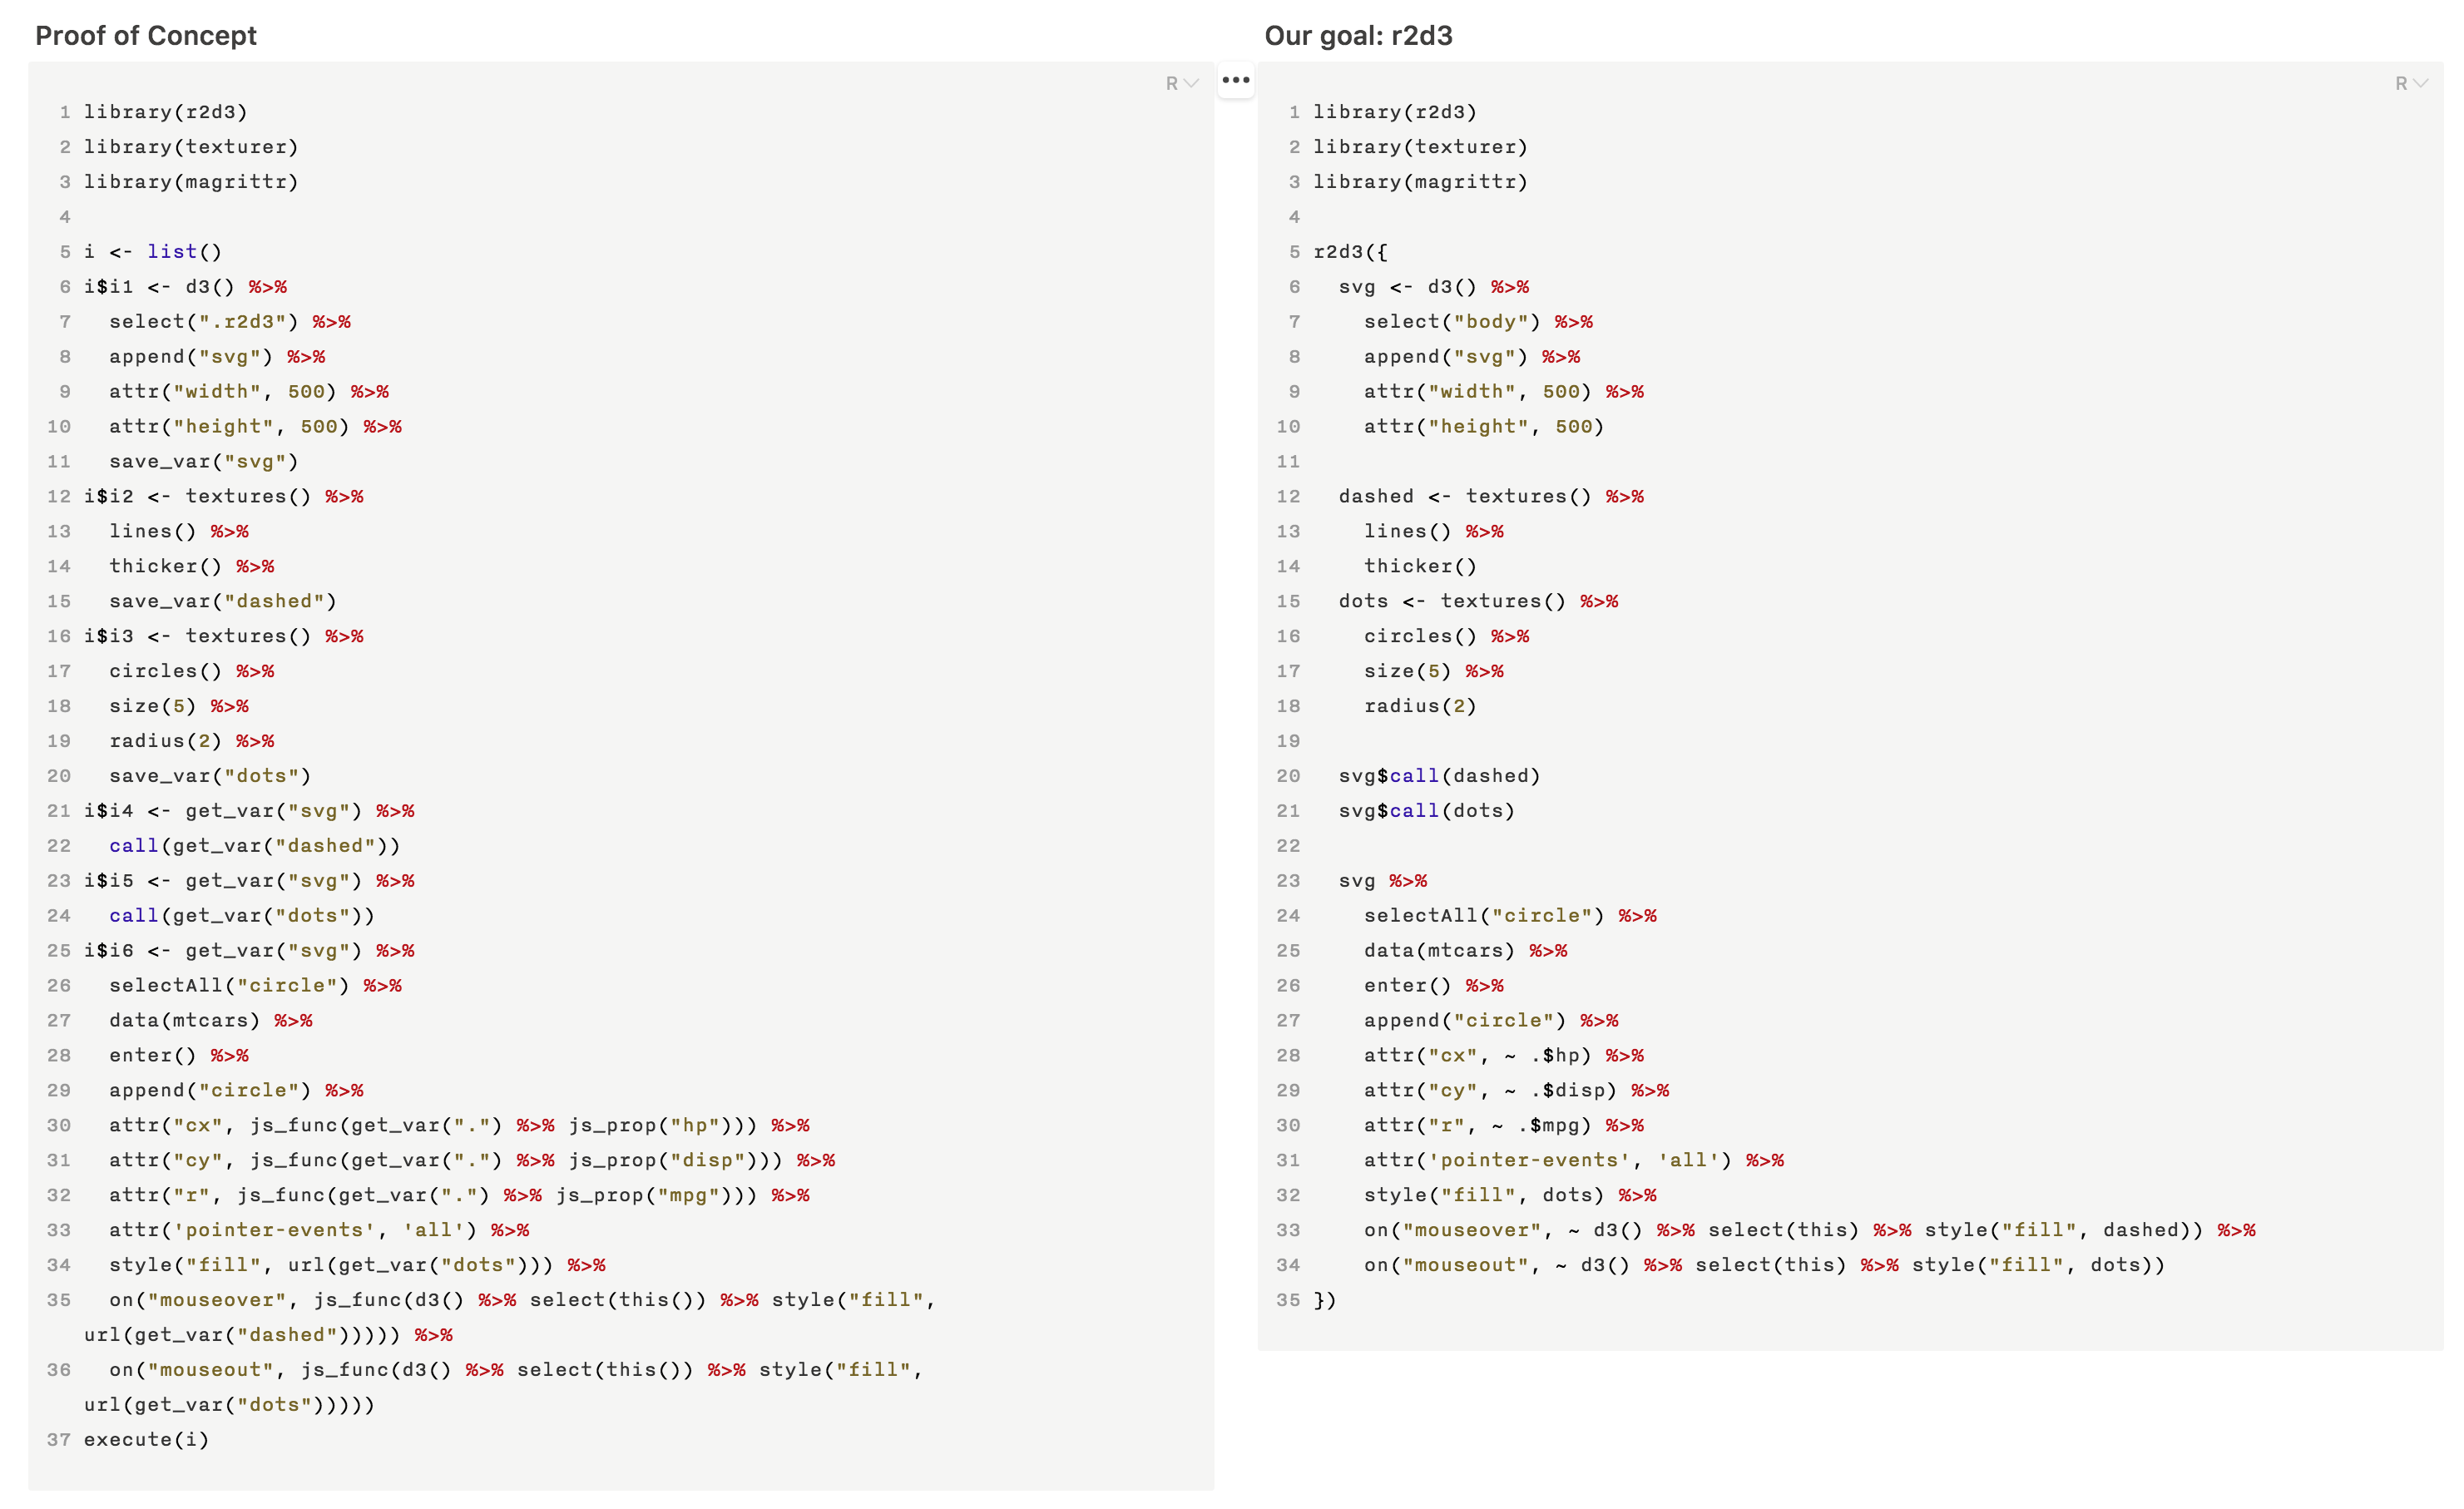 Proof of Concept
R
1 library(r2d3)
2 library(texturer)
3 library(magrittr)
4
5 i <- list()
6 i$i1 <- d3() %>%
7   select(".r2d3") %>%
8   append("svg") %>%
9   attr("width", 500) %>%
10   attr("height", 500) %>%
11   save_var("svg")
12 i$i2 <- textures() %>%
13   lines() %>%
14   thicker() %>%
15   save_var("dashed")
16 i$i3 <- textures() %>%
17   circles() %>%
18   size(5) %>%
19   radius(2) %>%
20   save_var("dots")
21 i$i4 <- get_var("svg") %>%
22   call(get_var("dashed"))
23 i$i5 <- get_var("svg") %>%
24   call(get_var("dots"))
25 i$i6 <- get_var("svg") %>%
26   selectAll("circle") %>%
27   data(mtcars) %>%
28   enter() %>%
29   append("circle") %>%
30   attr("cx", js_func(get_var(".") %>% js_prop("hp"))) %>%
31   attr("cy", js_func(get_var(".") %>% js_prop("disp"))) %>%
32   attr("r", js_func(get_var(".") %>% js_prop("mpg"))) %>%
33   attr('pointer-events', 'all') %>%
34   style("fill", url(get_var("dots"))) %>%
35   on("mouseover", js_func(d3() %>% select(this()) %>% style("fill",
url(get_var("dashed"))))) %>%
36   on("mouseout", js_func(d3() %>% select(this()) %>% style("fill",
url(get_var("dots")))))
37 execute(i)
Our goal: r2d3
R
1 library(r2d3)
2 library(texturer)
3 library(magrittr)
4
5 r2d3({
6   svg <- d3() %>%
7     select("body") %>%
8     append("svg") %>%
9     attr("width", 500) %>%
10     attr("height", 500)
11
12   dashed <- textures() %>%
13     lines() %>%
14     thicker()
15   dots <- textures() %>%
16     circles() %>%
17     size(5) %>%
18     radius(2)
19
20   svg$call(dashed)
21   svg$call(dots)
22
23   svg %>%
24     selectAll("circle") %>%
25     data(mtcars) %>%
26     enter() %>%
27     append("circle") %>%
28     attr("cx", ~ .$hp) %>%
29     attr("cy", ~ .$disp) %>%
30     attr("r", ~ .$mpg) %>%
31     attr('pointer-events', 'all') %>%
32     style("fill", dots) %>%
33     on("mouseover", ~ d3() %>% select(this) %>% style("fill", dashed)) %>%
34     on("mouseout", ~ d3() %>% select(this) %>% style("fill", dots))
35 })